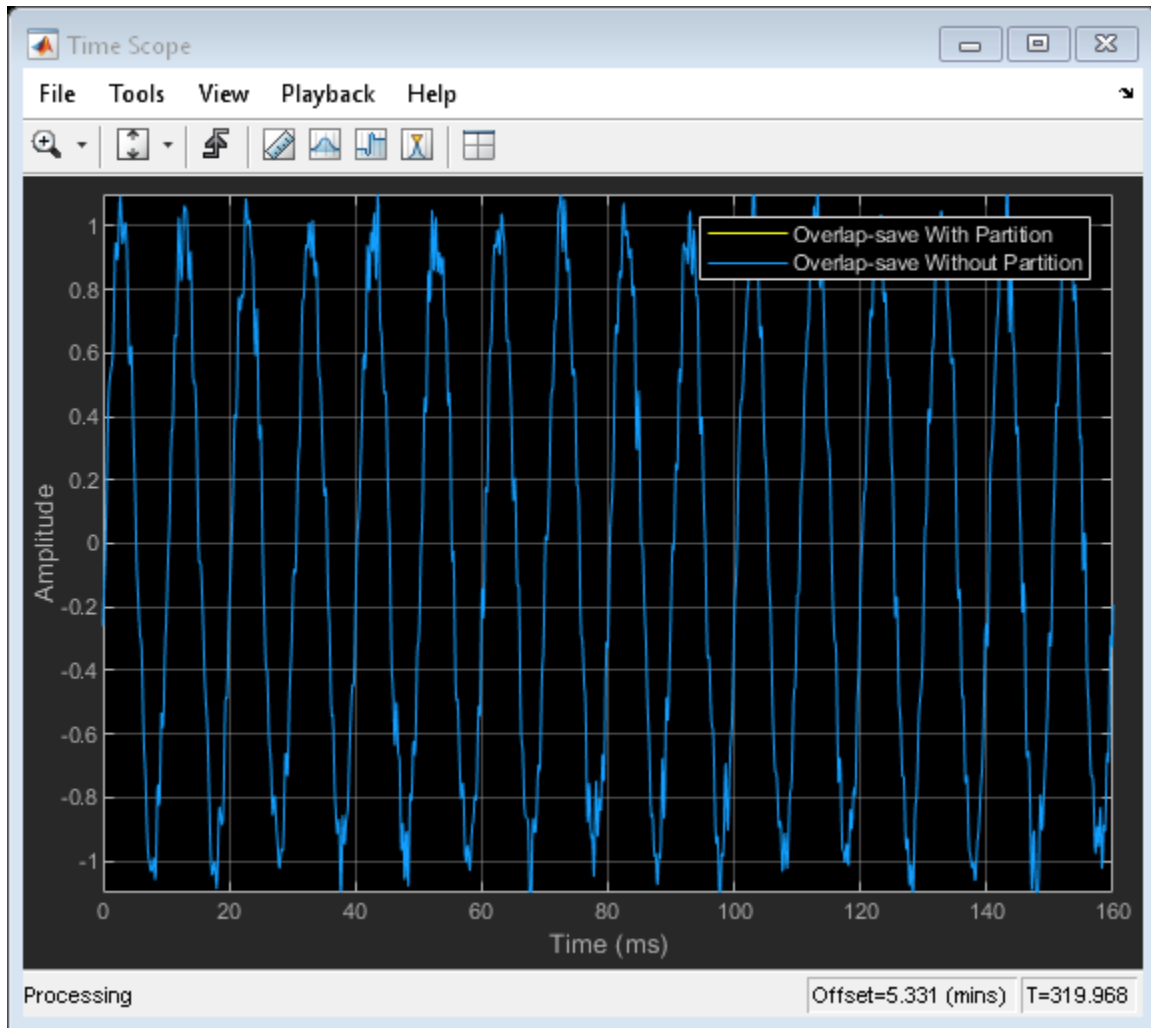 Time Scope
File Tools View Playback Help
Overlap-save With Partition
Overlap-save Without Partition
1
0.8
0.6
0.4
0.2
0
-0.2
-0.4
-0.6
-0.8
-1
Amplitude
0 20 40 60 80 100 120 140 160
Time (ms)
Processing Offset=5.331 (mins) T=319.968